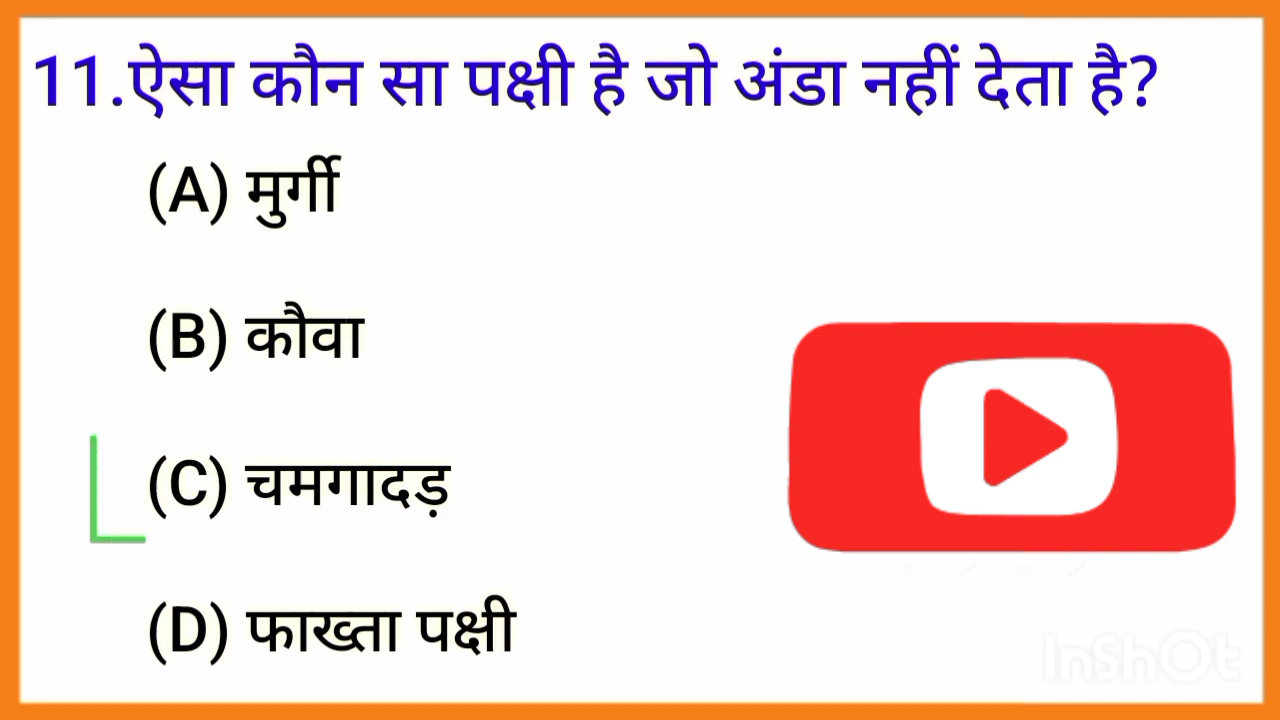 11.ऐसा कौन सा पक्षी है जो अंडा नहीं देता है?
(A) मुर्गी
(B) कौवा
(C) चमगादड़
(D) फाख्ता पक्षी
InShOt